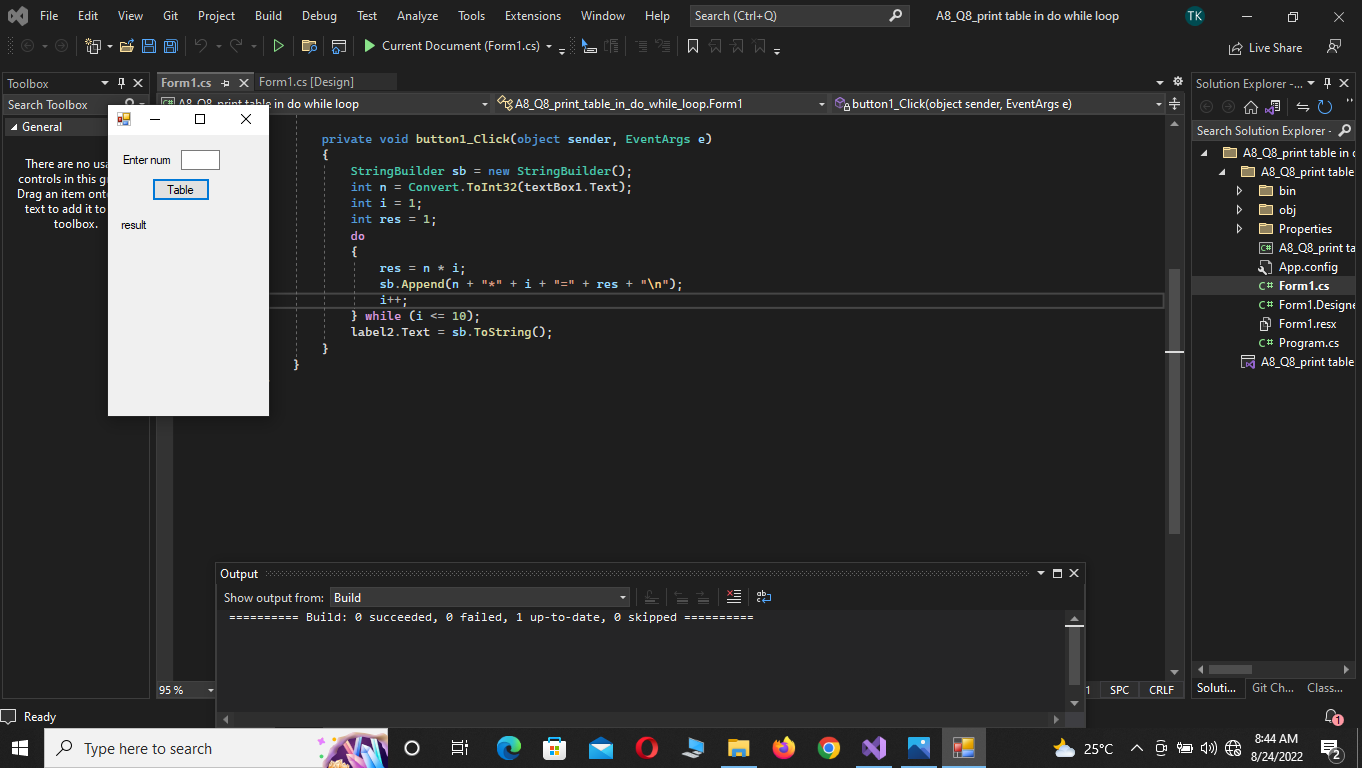 File Edit View Git Project Build Debug Test Analyze Tools Extensions Window Help Search (Ctrl+Q) A8_Q8_print table in do while loop TK
Current Document (Form1.cs) Live Share
Toolbox
Search Toolbox
General
There are no usa
controls in this g
Drag an item onto
text to add it to
toolbox.
Form1.cs Form1.cs [Design]
A8_Q8_print table in do while loop A8_Q8_print_table_in_do_while_loop.Form1 button1_Click(object sender, EventArgs e)
Enter num
Table
result
private void button1_Click(object sender, EventArgs e)
{
StringBuilder sb = new StringBuilder();
int n = Convert.ToInt32(textBox1.Text);
int i = 1;
int res = 1;
do
{
res = n * i;
sb.Append(n + "*" + i + "=" + res + "\n");
i++;
} while (i <= 10);
label2.Text = sb.ToString();
}
}
95 %
1 SPC CRLF
Output
Show output from: Build
========== Build: 0 succeeded, 0 failed, 1 up-to-date, 0 skipped ==========
Solution Explorer -...
Search Solution Explorer -
A8_Q8_print table in
A8_Q8_print table
bin
obj
Properties
A8_Q8_print ta
App.config
Form1.cs
Form1.Designe
Form1.resx
Program.cs
A8_Q8_print table
Soluti... Git Ch... Class...
Ready 1
Type here to search
25°C
8:44 AM
8/24/2022
2